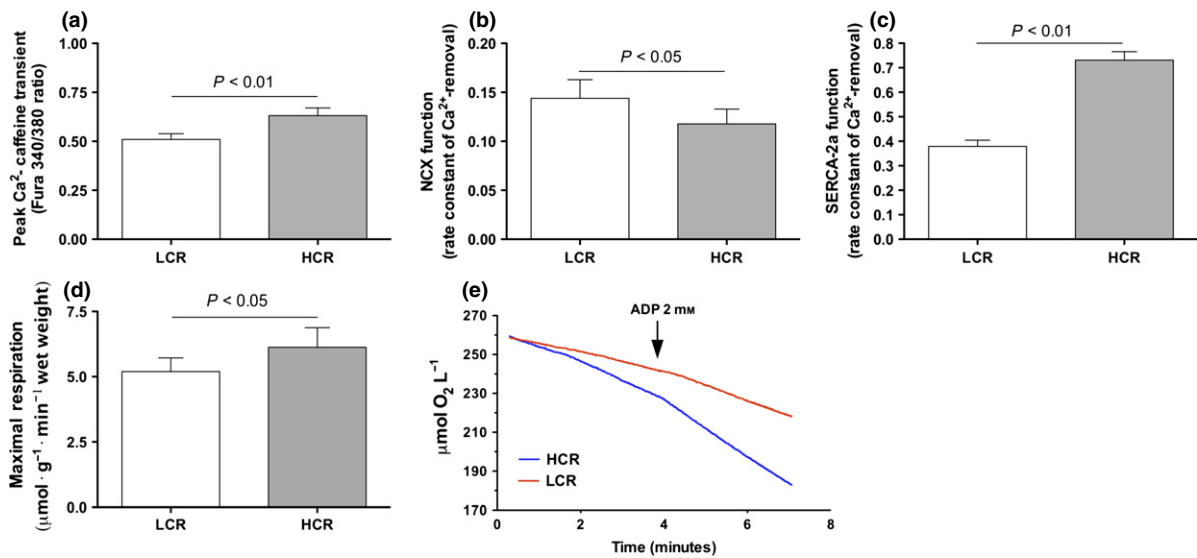 (a)
Peak Ca²- caffeine transient
(Fura 340/380 ratio)
1.00
0.75
0.50
0.25
0.00
P < 0.01
LCR
HCR
(b)
NCX function
(rate constant of Ca²⁺-removal)
0.20
0.15
0.10
0.05
0.00
P < 0.05
LCR
HCR
(c)
SERCA-2a function
(rate constant of Ca²⁺-removal)
0.8
0.7
0.6
0.5
0.4
0.3
0.2
0.1
0.0
P < 0.01
LCR
HCR
(d)
Maximal respiration
(μmol · g⁻¹ · min⁻¹ wet weight)
7.5
5.0
2.5
0.0
P < 0.05
LCR
HCR
(e)
μmol O₂ L⁻¹
270
250
230
210
190
170
ADP 2 mM
HCR
LCR
0
2
4
6
8
Time (minutes)